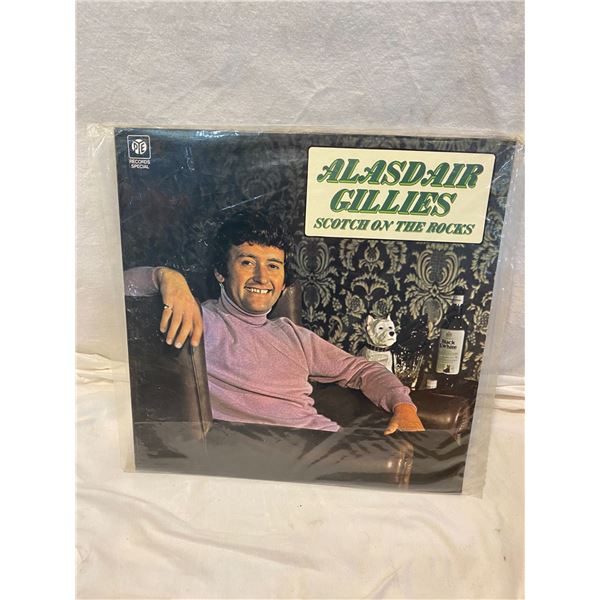 PYE
RECORDS
SPECIAL
ALASDAIR
GILLIES
SCOTCH ON THE ROCKS
Black
&White